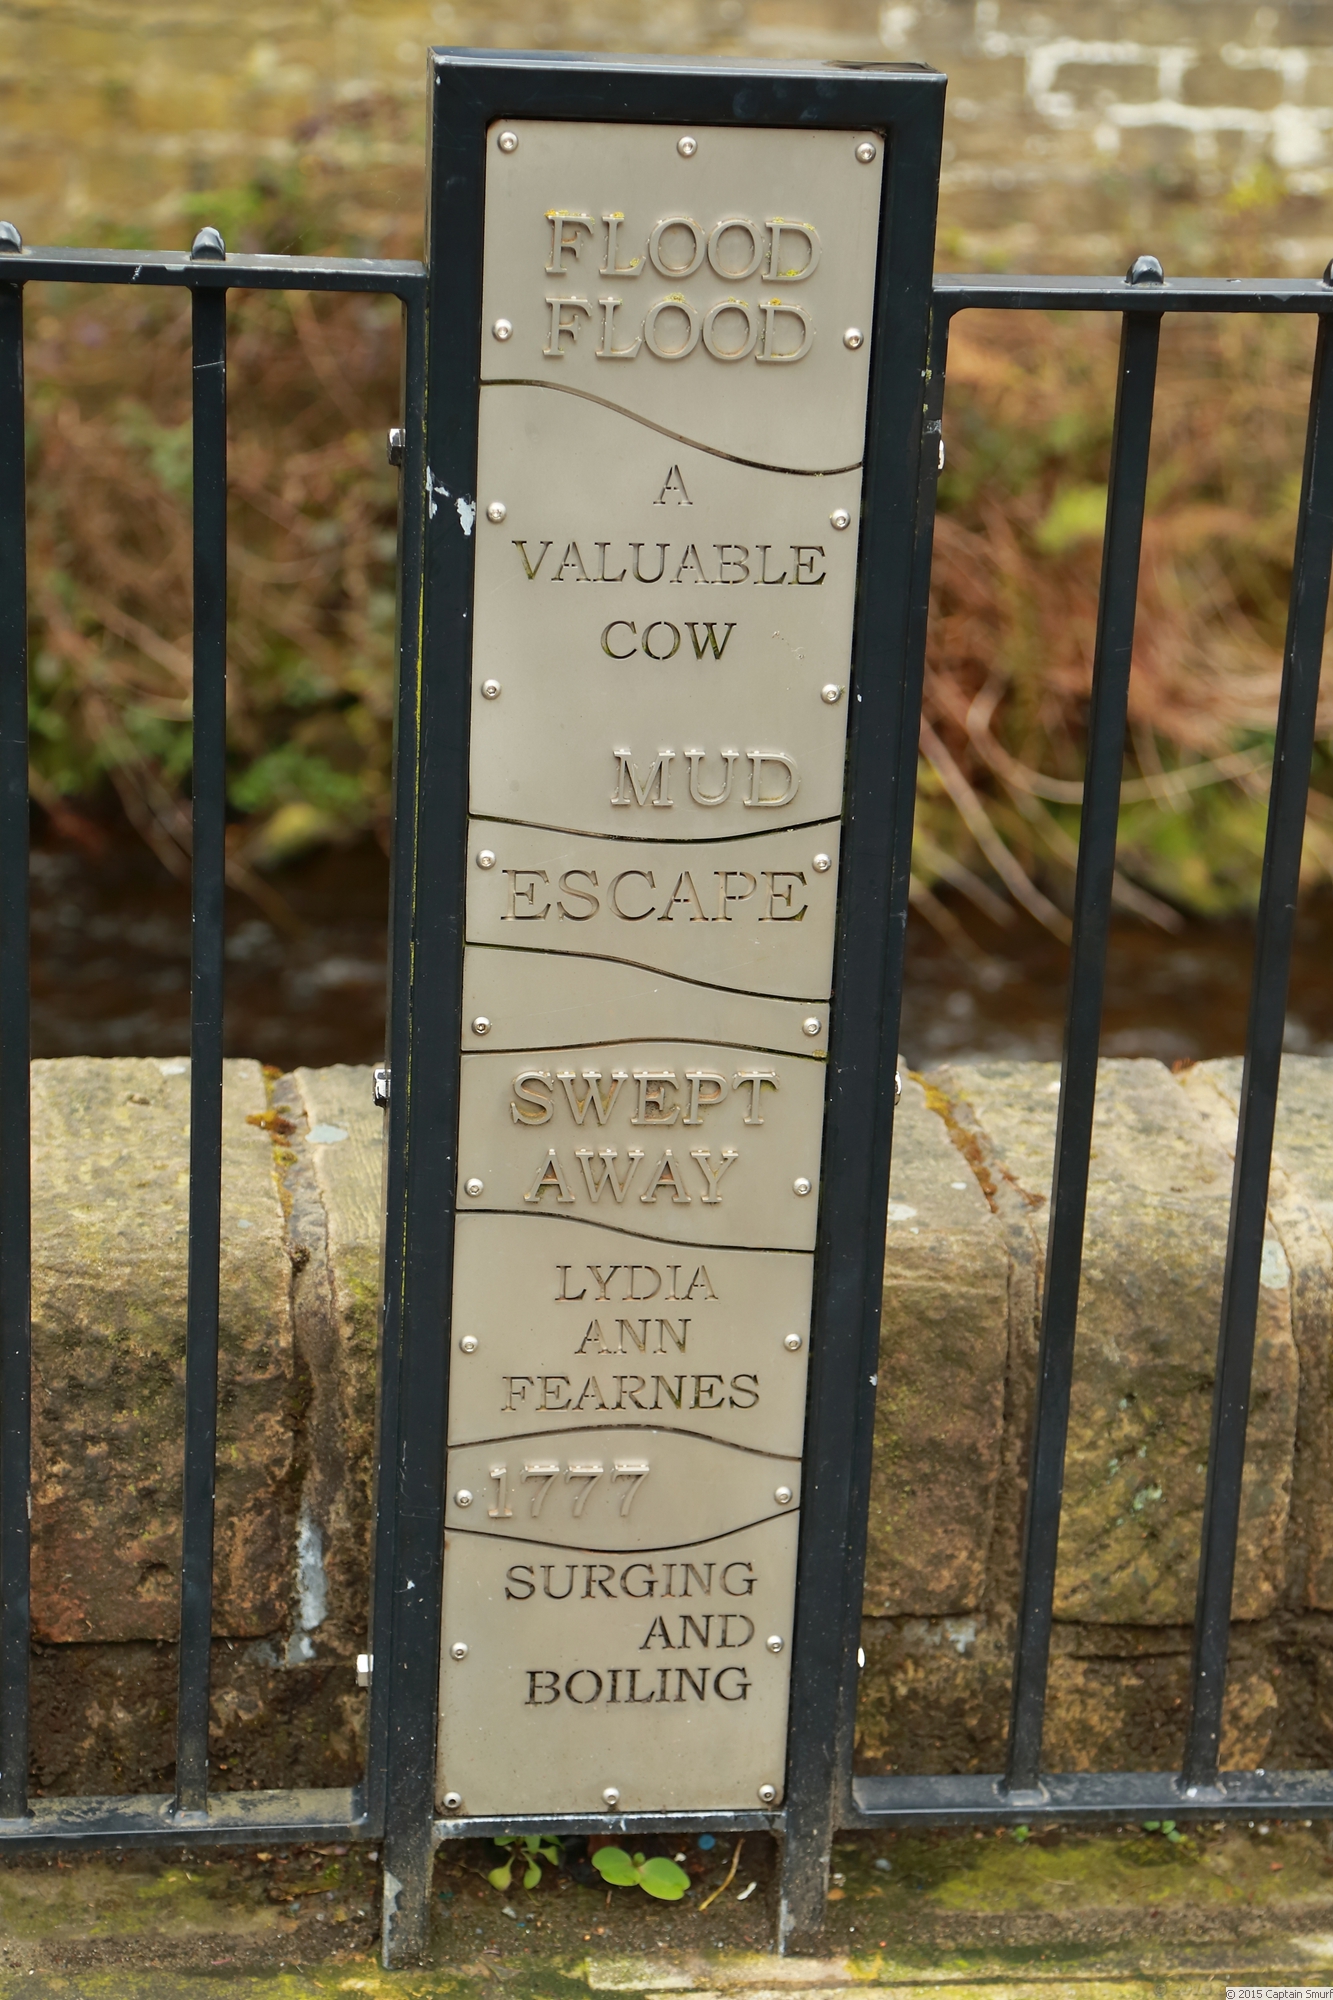 FLOOD
FLOOD
A
VALUABLE
COW
MUD
ESCAPE
SWEPT
AWAY
LYDIA
ANN
FEARNES
1777
SURGING
AND
BOILING
© 2015 Captain Smurf